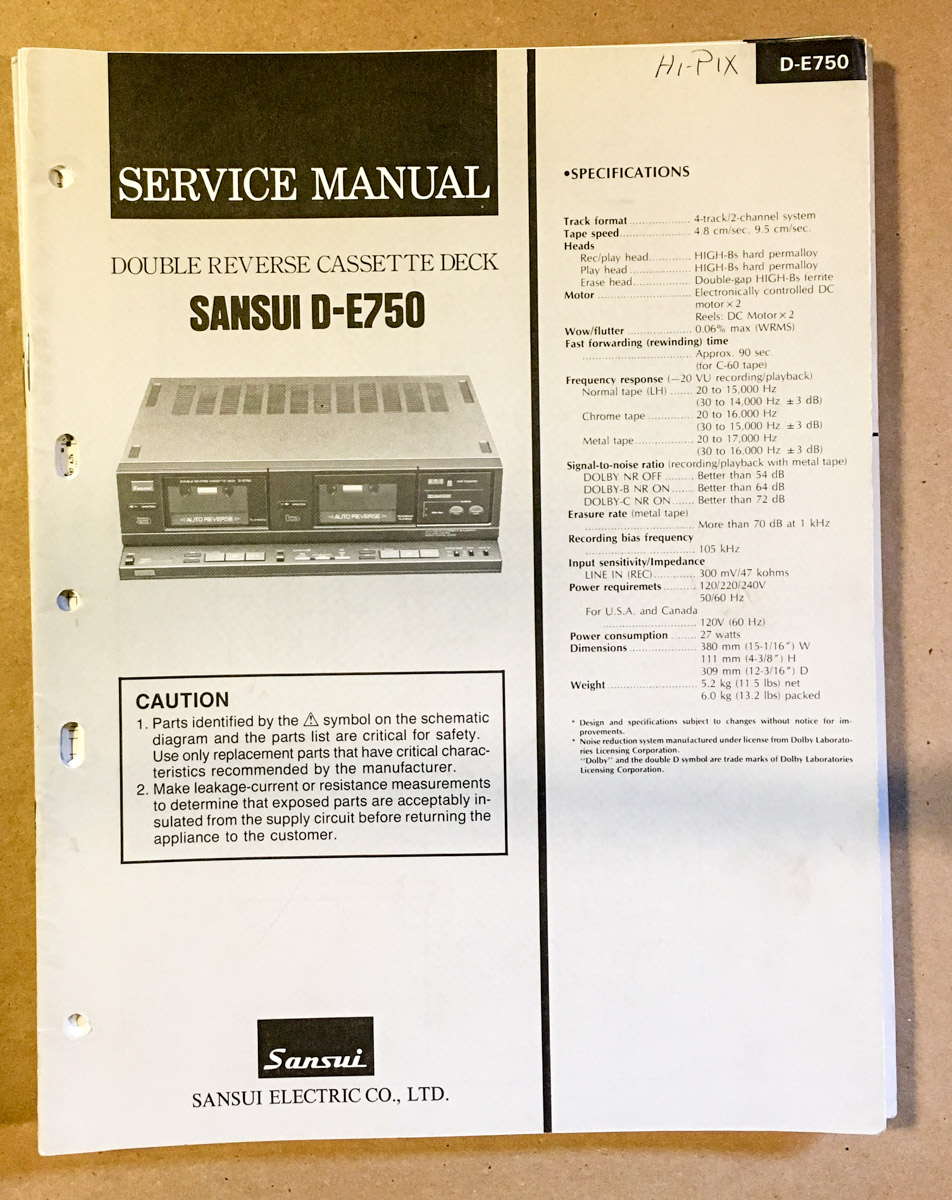 Hi-Pix
D-E750
SERVICE MANUAL
DOUBLE REVERSE CASSETTE DECK
SANSUI D-E750
Sansui
DOUBLE REVERSE CASSETTE DECK D-E750
AUTO REVERSE
AUTO REVERSE
CAUTION
1. Parts identified by the ⚠ symbol on the schematic
diagram and the parts list are critical for safety.
Use only replacement parts that have critical charac-
teristics recommended by the manufacturer.
2. Make leakage-current or resistance measurements
to determine that exposed parts are acceptably in-
sulated from the supply circuit before returning the
appliance to the customer.
Sansui
SANSUI ELECTRIC CO., LTD.
•SPECIFICATIONS
Track format .................. 4-track/2-channel system
Tape speed .................... 4.8 cm/sec. 9.5 cm/sec.
Heads
Rec/play head ............ HIGH-Bs hard permalloy
Play head ................... HIGH-Bs hard permalloy
Erase head ................. Double-gap HIGH-Bs ferrite
Motor ........................... Electronically controlled DC
motor × 2
Reels: DC Motor × 2
Wow/flutter .................. 0.06% max (WRMS)
Fast forwarding (rewinding) time
................................ Approx. 90 sec.
(for C-60 tape)
Frequency response (−20 VU recording/playback)
Normal tape (LH) ....... 20 to 15,000 Hz
(30 to 14,000 Hz ±3 dB)
Chrome tape .............. 20 to 16,000 Hz
(30 to 15,000 Hz ±3 dB)
Metal tape ................. 20 to 17,000 Hz
(30 to 16,000 Hz ±3 dB)
Signal-to-noise ratio (recording/playback with metal tape)
DOLBY NR OFF ........ Better than 54 dB
DOLBY-B NR ON ....... Better than 64 dB
DOLBY-C NR ON ....... Better than 72 dB
Erasure rate (metal tape)
................................ More than 70 dB at 1 kHz
Recording bias frequency
................................ 105 kHz
Input sensitivity/Impedance
LINE IN (REC) ............ 300 mV/47 kohms
Power requiremets ......... 120/220/240V
50/60 Hz
For U.S.A. and Canada
........................... 120V (60 Hz)
Power consumption ....... 27 watts
Dimensions ................... 380 mm (15-1/16″) W
111 mm (4-3/8″) H
309 mm (12-3/16″) D
Weight .......................... 5.2 kg (11.5 lbs) net
6.0 kg (13.2 lbs) packed
* Design and specifications subject to changes without notice for im-
provements.
* Noise reduction system manufactured under license from Dolby Laborato-
ries Licensing Corporation.
"Dolby" and the double D symbol are trade marks of Dolby Laboratories
Licensing Corporation.